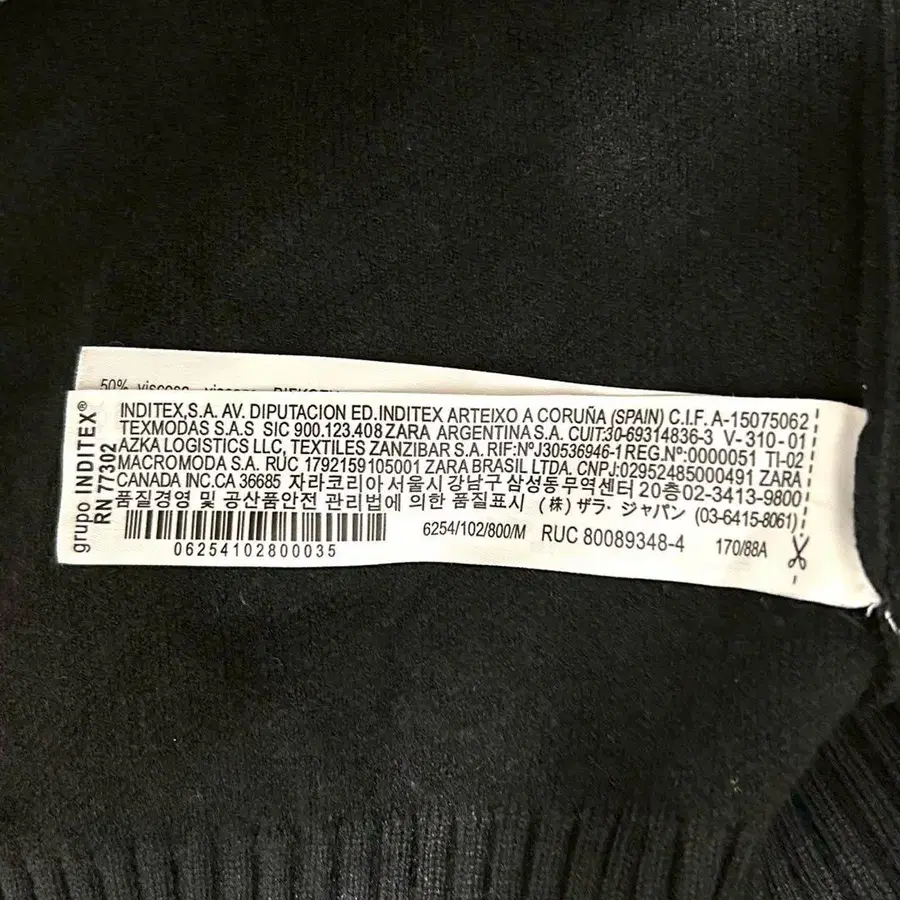 50% viscose
grupo INDITEX®
RN 77302
INDITEX,S.A. AV. DIPUTACION ED.INDITEX ARTEIXO A CORUÑA (SPAIN) C.I.F. A-15075062
TEXMODAS S.A.S SIC 900.123.408 ZARA ARGENTINA S.A. CUIT:30-69314836-3 V-310-01
AZKA LOGISTICS LLC, TEXTILES ZANZIBAR S.A. RIF:NºJ30536946-1 REG.Nº:0000051 TI-02
MACROMODA S.A. RUC 1792159105001 ZARA BRASIL LTDA. CNPJ:02952485000491 ZARA
CANADA INC.CA 36685 자라코리아 서울시 강남구 삼성동무역센터 20층02-3413-9800
품질경영 및 공산품안전 관리법에 의한 품질표시 (株) ザラ· ジャパン (03-6415-8061)
06254102800035
6254/102/800/M RUC 80089348-4 170/88A